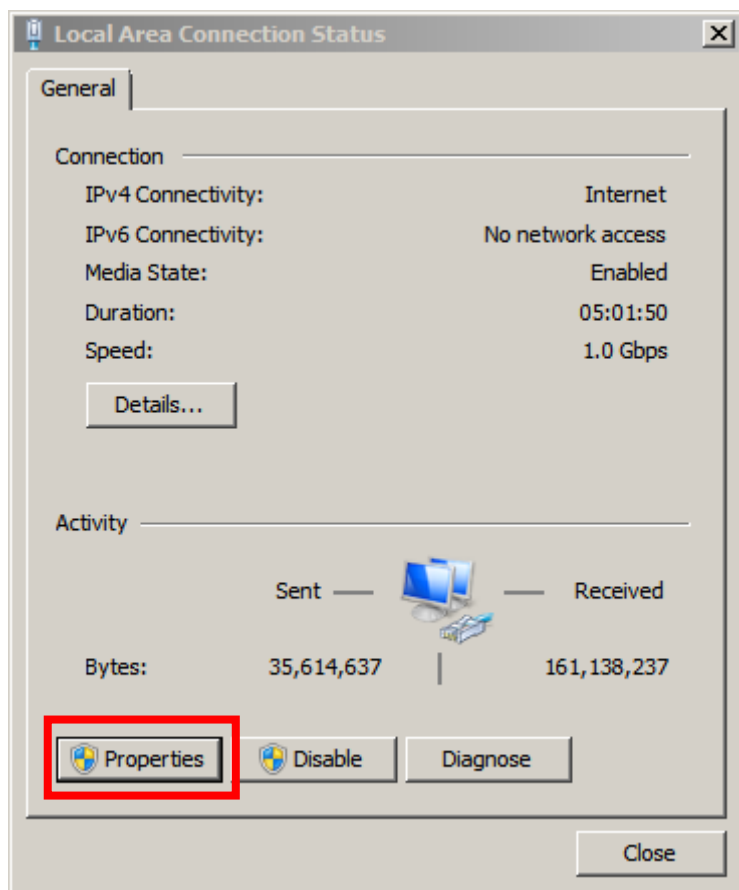 Local Area Connection Status
General
Connection
IPv4 Connectivity: Internet
IPv6 Connectivity: No network access
Media State: Enabled
Duration: 05:01:50
Speed: 1.0 Gbps
Details...
Activity
Sent Received
Bytes: 35,614,637 161,138,237
Properties Disable Diagnose
Close